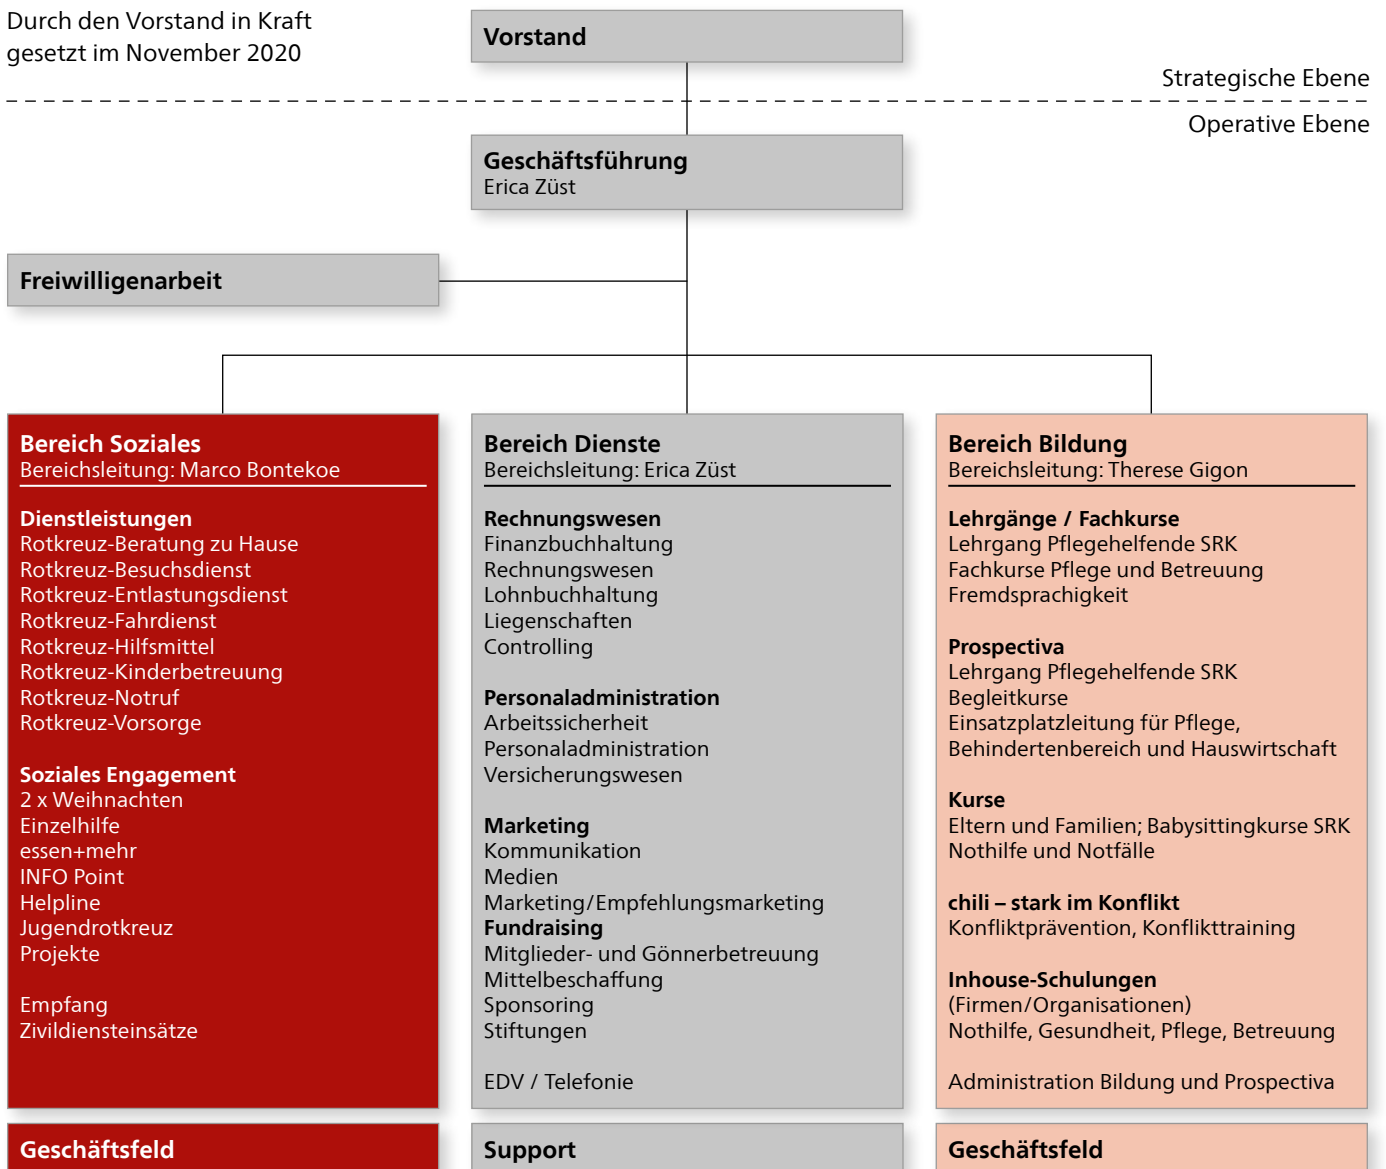 Durch den Vorstand in Kraft
gesetzt im November 2020
Vorstand
Strategische Ebene
Operative Ebene
Geschäftsführung
Erica Züst
Freiwilligenarbeit
Bereich Soziales
Bereichsleitung: Marco Bontekoe
Dienstleistungen
Rotkreuz-Beratung zu Hause
Rotkreuz-Besuchsdienst
Rotkreuz-Entlastungsdienst
Rotkreuz-Fahrdienst
Rotkreuz-Hilfsmittel
Rotkreuz-Kinderbetreuung
Rotkreuz-Notruf
Rotkreuz-Vorsorge
Soziales Engagement
2 x Weihnachten
Einzelhilfe
essen+mehr
INFO Point
Helpline
Jugendrotkreuz
Projekte
Empfang
Zivildiensteinsätze
Geschäftsfeld
Bereich Dienste
Bereichsleitung: Erica Züst
Rechnungswesen
Finanzbuchhaltung
Rechnungswesen
Lohnbuchhaltung
Liegenschaften
Controlling
Personaladministration
Arbeitssicherheit
Personaladministration
Versicherungswesen
Marketing
Kommunikation
Medien
Marketing/Empfehlungsmarketing
Fundraising
Mitglieder- und Gönnerbetreuung
Mittelbeschaffung
Sponsoring
Stiftungen
EDV / Telefonie
Support
Bereich Bildung
Bereichsleitung: Therese Gigon
Lehrgänge / Fachkurse
Lehrgang Pflegehelfende SRK
Fachkurse Pflege und Betreuung
Fremdsprachigkeit
Prospectiva
Lehrgang Pflegehelfende SRK
Begleitkurse
Einsatzplatzleitung für Pflege,
Behindertenbereich und Hauswirtschaft
Kurse
Eltern und Familien; Babysittingkurse SRK
Nothilfe und Notfälle
chili – stark im Konflikt
Konfliktprävention, Konflikttraining
Inhouse-Schulungen
(Firmen/Organisationen)
Nothilfe, Gesundheit, Pflege, Betreuung
Administration Bildung und Prospectiva
Geschäftsfeld